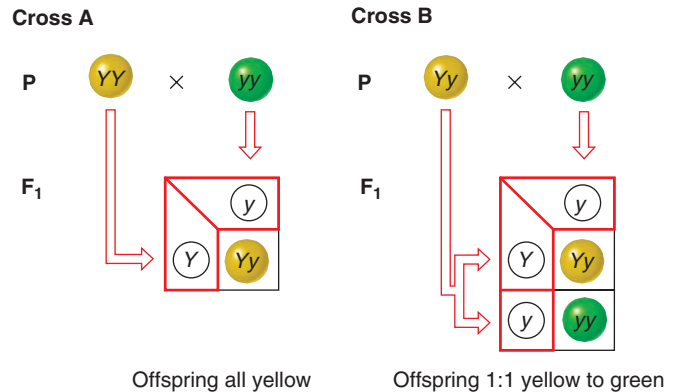 Cross A
P YY × yy
F1
y
Y Yy
Offspring all yellow
Cross B
P Yy × yy
F1
y
Y Yy
y yy
Offspring 1:1 yellow to green